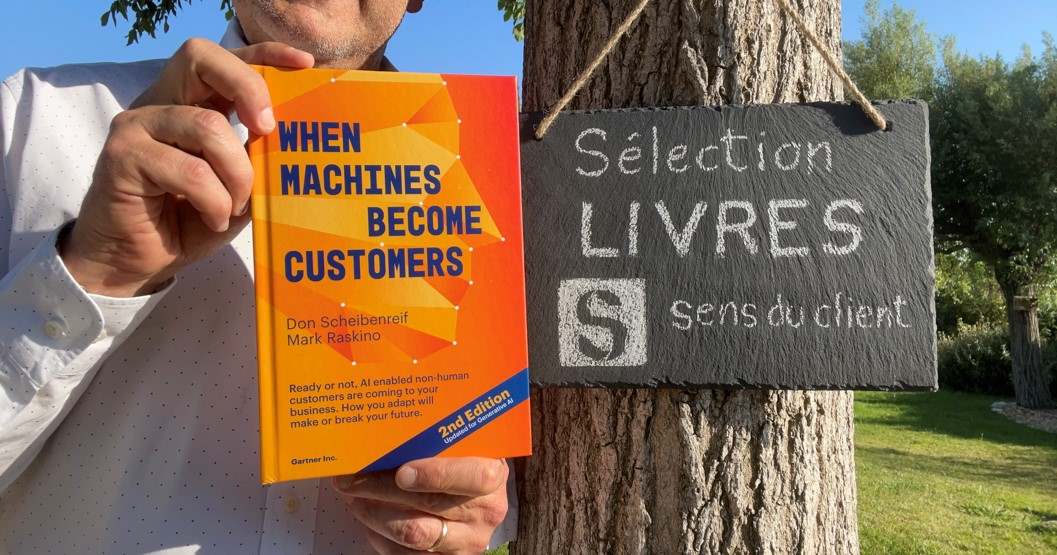 WHEN
MACHINES
BECOME
CUSTOMERS
Don Scheibenreif
Mark Raskino
Ready or not, AI enabled non-human
customers are coming to your
business. How you adapt will
make or break your future.
2nd Edition
Updated for Generative AI
Gartner Inc.
Sélection
LIVRES
S
sens du client